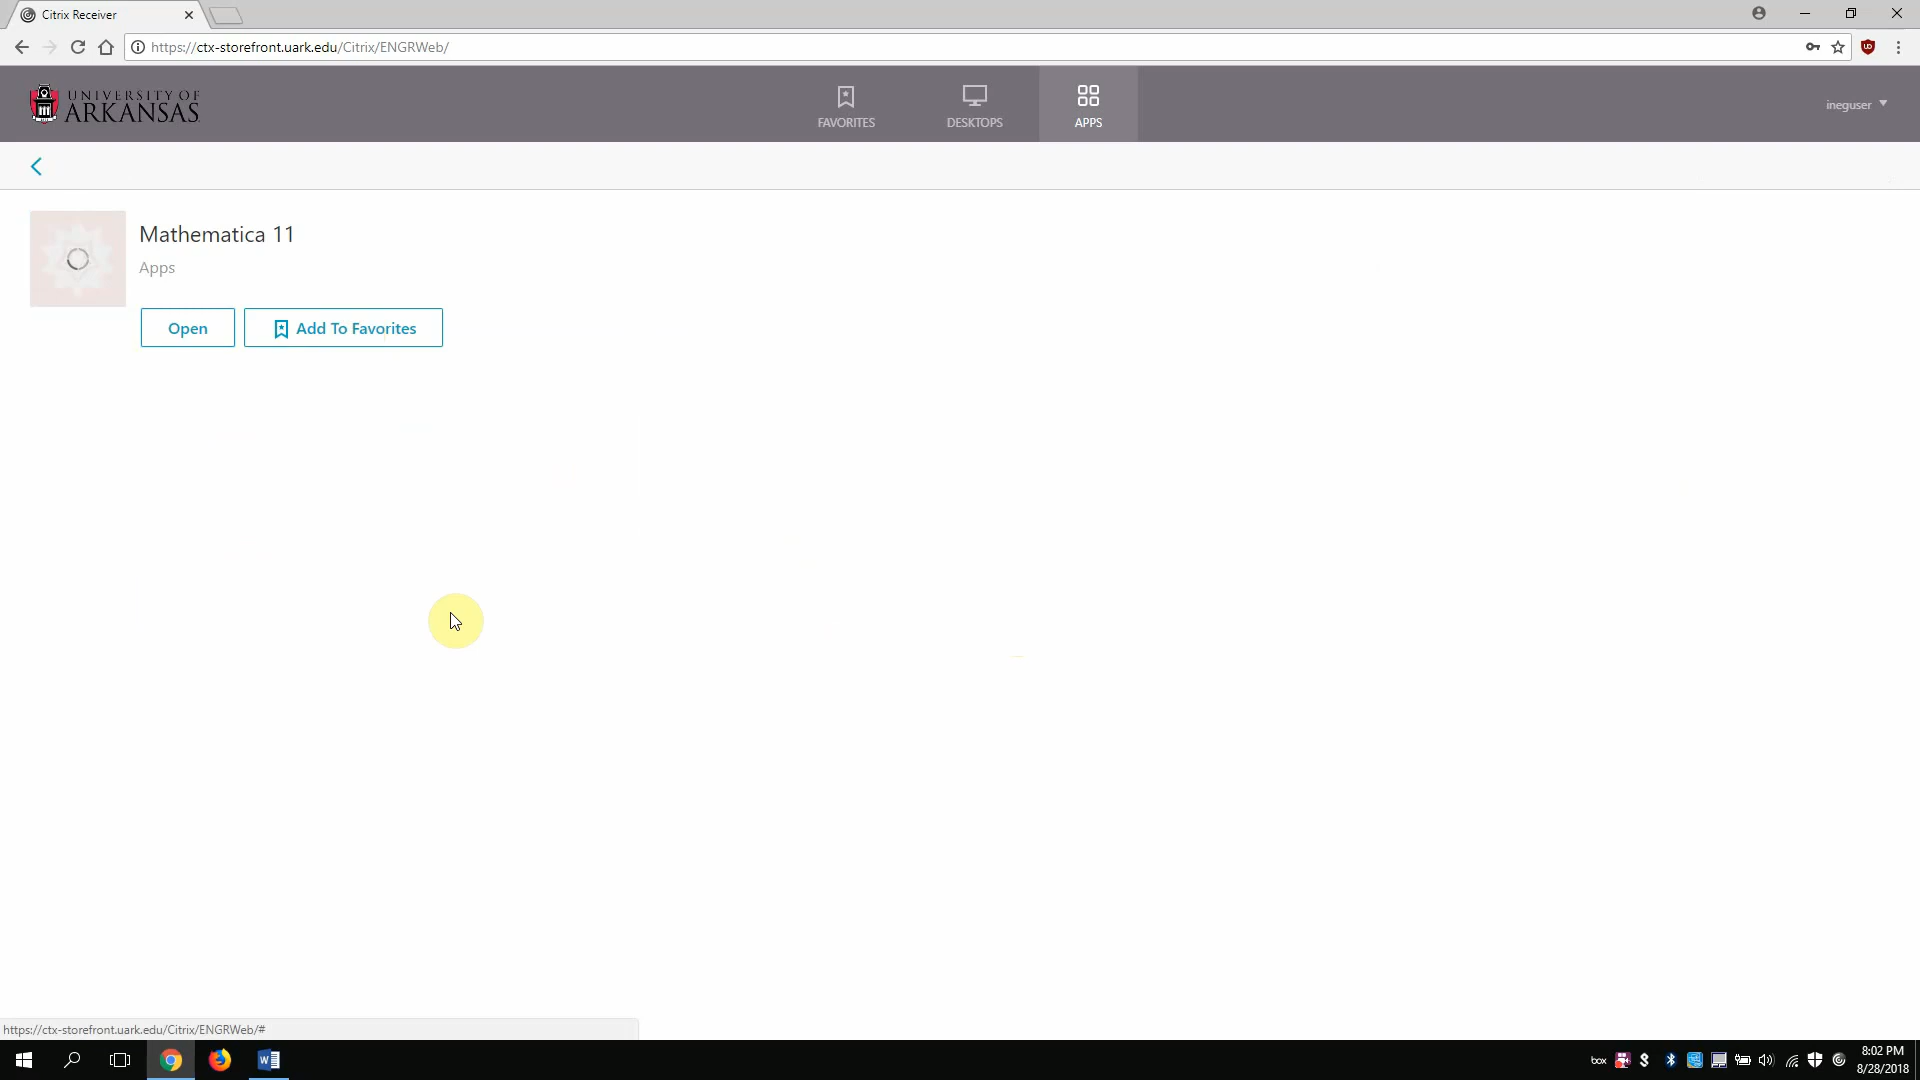 Citrix Receiver
https://ctx-storefront.uark.edu/Citrix/ENGRWeb/
UNIVERSITY OF
ARKANSAS
FAVORITES
DESKTOPS
APPS
ineguser
Mathematica 11
Apps
Open
Add To Favorites
https://ctx-storefront.uark.edu/Citrix/ENGRWeb/#
box
8:02 PM
8/28/2018